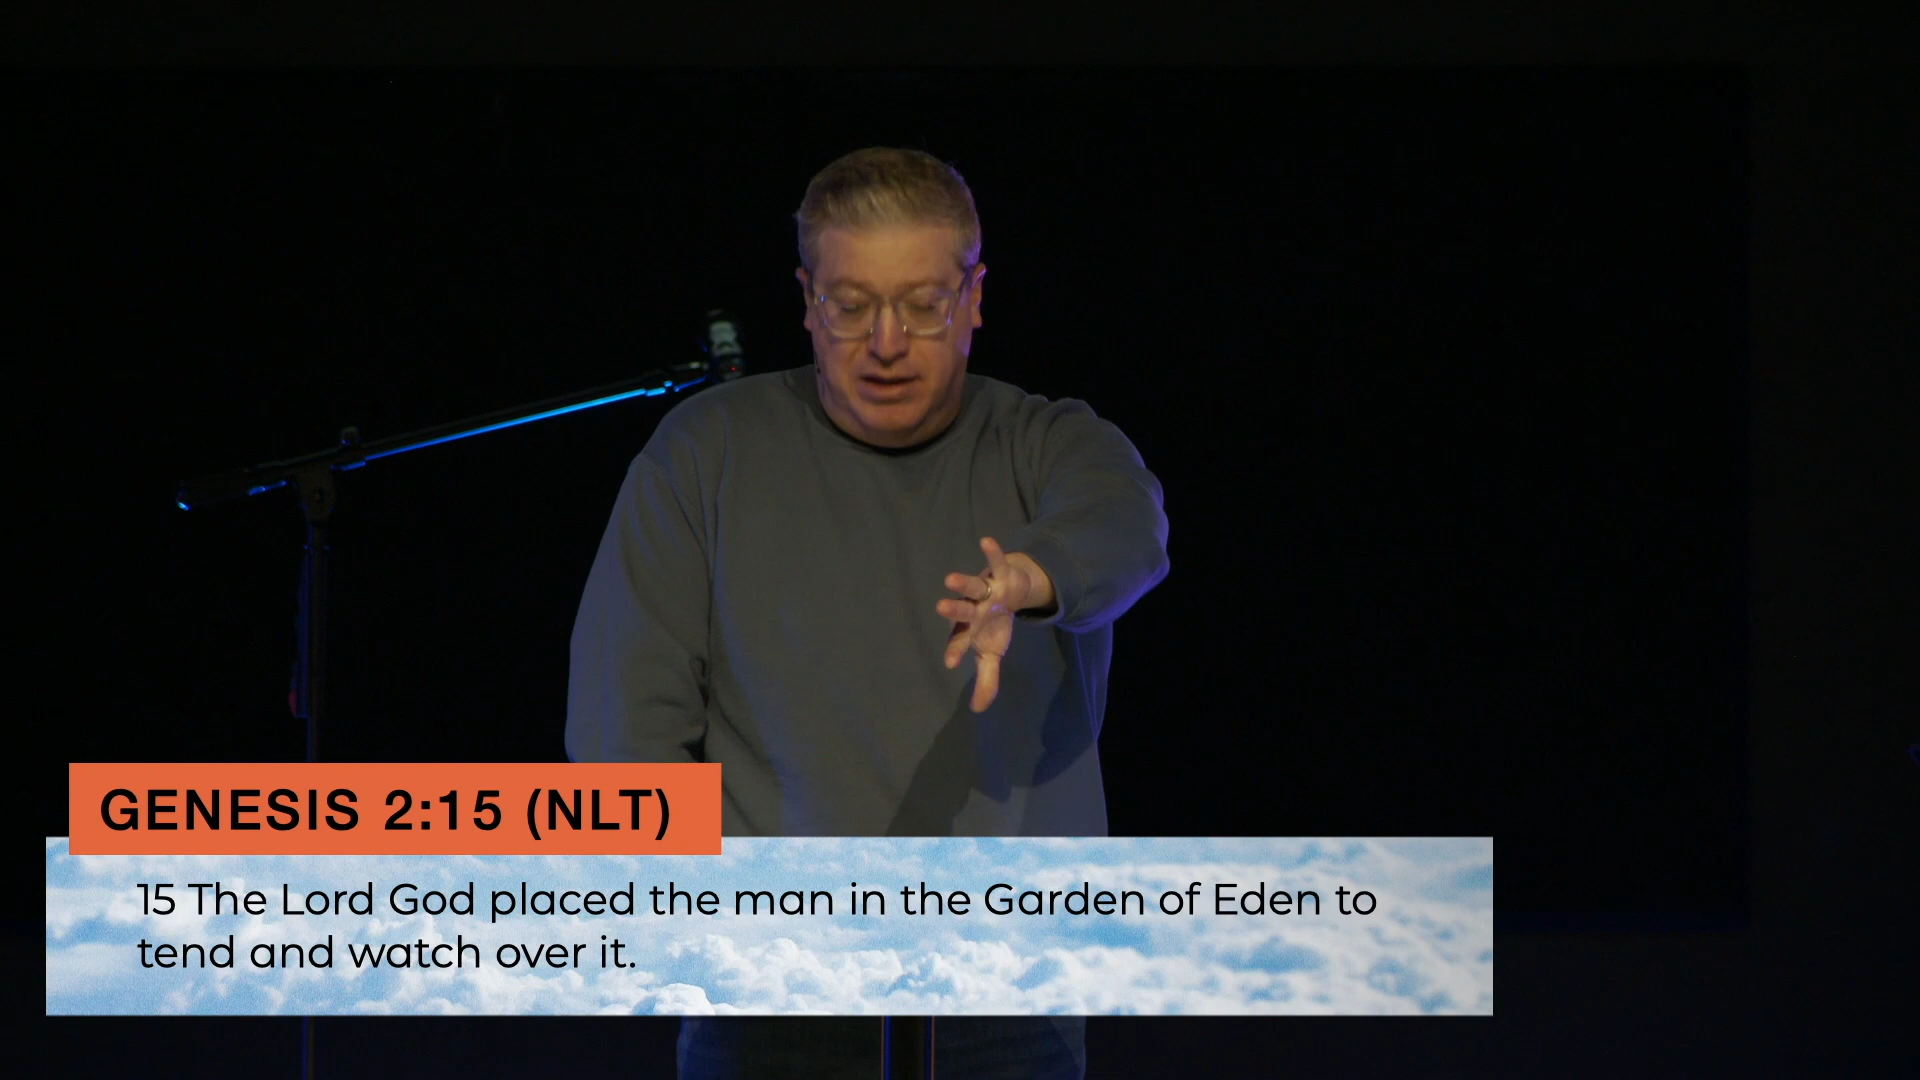 GENESIS 2:15 (NLT)
15 The Lord God placed the man in the Garden of Eden to
tend and watch over it.